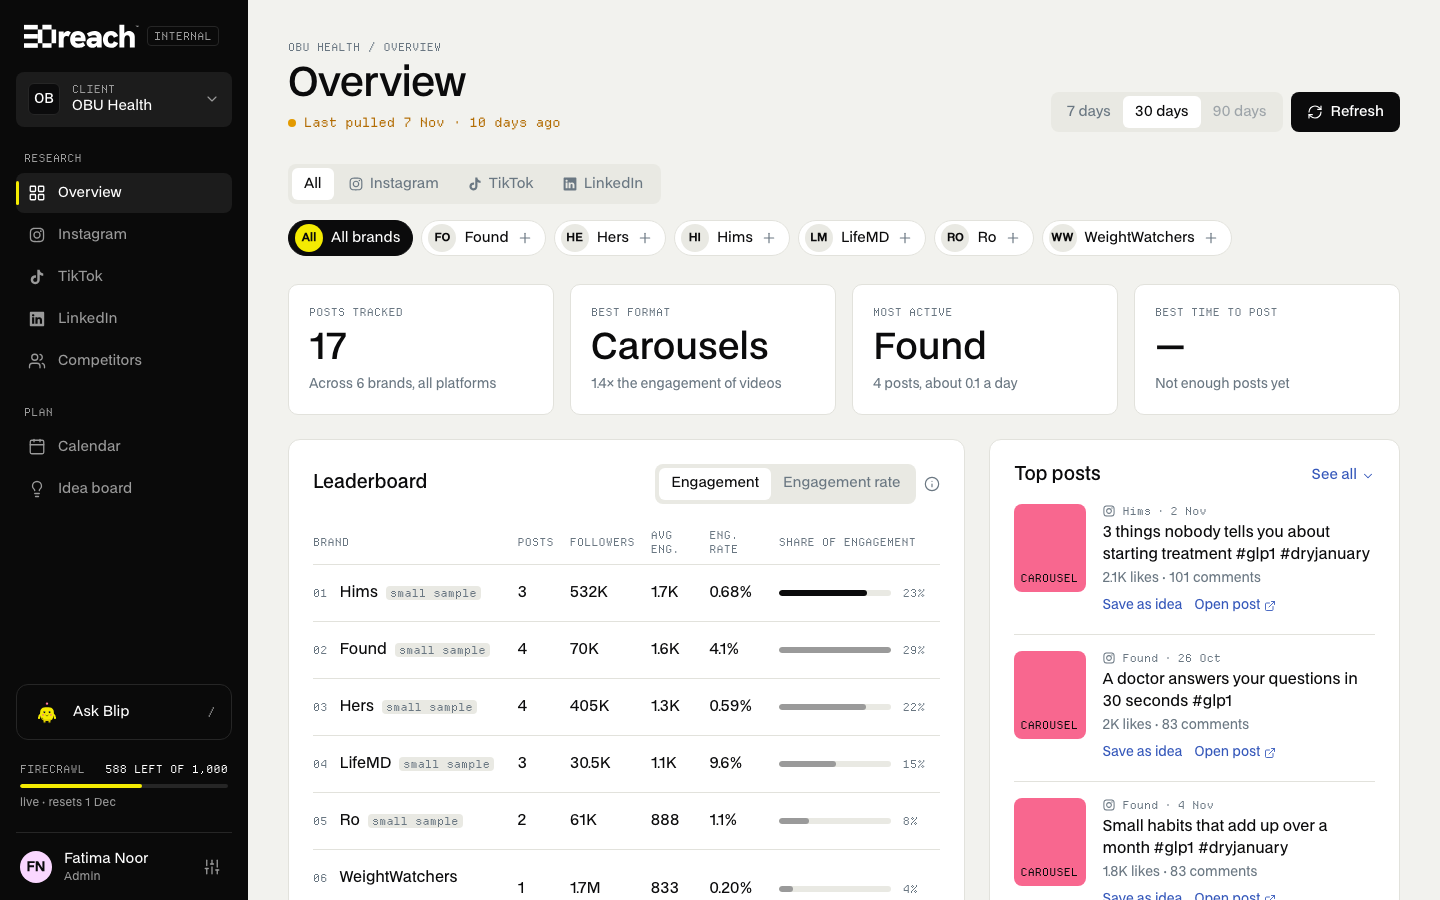 reach
INTERNAL
OB
CLIENT
OBU Health
RESEARCH
Overview
Instagram
TikTok
LinkedIn
Competitors
PLAN
Calendar
Idea board
Ask Blip
/
FIRECRAWL 588 LEFT OF 1,000
live · resets 1 Dec
FN
Fatima Noor
Admin
OBU HEALTH / OVERVIEW
Overview
Last pulled 7 Nov · 10 days ago
7 days 30 days 90 days
Refresh
All Instagram TikTok LinkedIn
All All brands FO Found + HE Hers + HI Hims + LM LifeMD + RO Ro + WW WeightWatchers +
POSTS TRACKED
17
Across 6 brands, all platforms
BEST FORMAT
Carousels
1.4× the engagement of videos
MOST ACTIVE
Found
4 posts, about 0.1 a day
BEST TIME TO POST
—
Not enough posts yet
Leaderboard
Engagement Engagement rate
BRAND POSTS FOLLOWERS AVG ENG. ENG. RATE SHARE OF ENGAGEMENT
01 Hims small sample 3 532K 1.7K 0.68% 23%
02 Found small sample 4 70K 1.6K 4.1% 29%
03 Hers small sample 4 405K 1.3K 0.59% 22%
04 LifeMD small sample 3 30.5K 1.1K 9.6% 15%
05 Ro small sample 2 61K 888 1.1% 8%
06 WeightWatchers 1 1.7M 833 0.20% 4%
Top posts
See all
CAROUSEL
Hims · 2 Nov
3 things nobody tells you about
starting treatment #glp1 #dryjanuary
2.1K likes · 101 comments
Save as idea Open post
CAROUSEL
Found · 26 Oct
A doctor answers your questions in
30 seconds #glp1
2K likes · 83 comments
Save as idea Open post
CAROUSEL
Found · 4 Nov
Small habits that add up over a
month #glp1 #dryjanuary
1.8K likes · 83 comments
Save as idea Open post